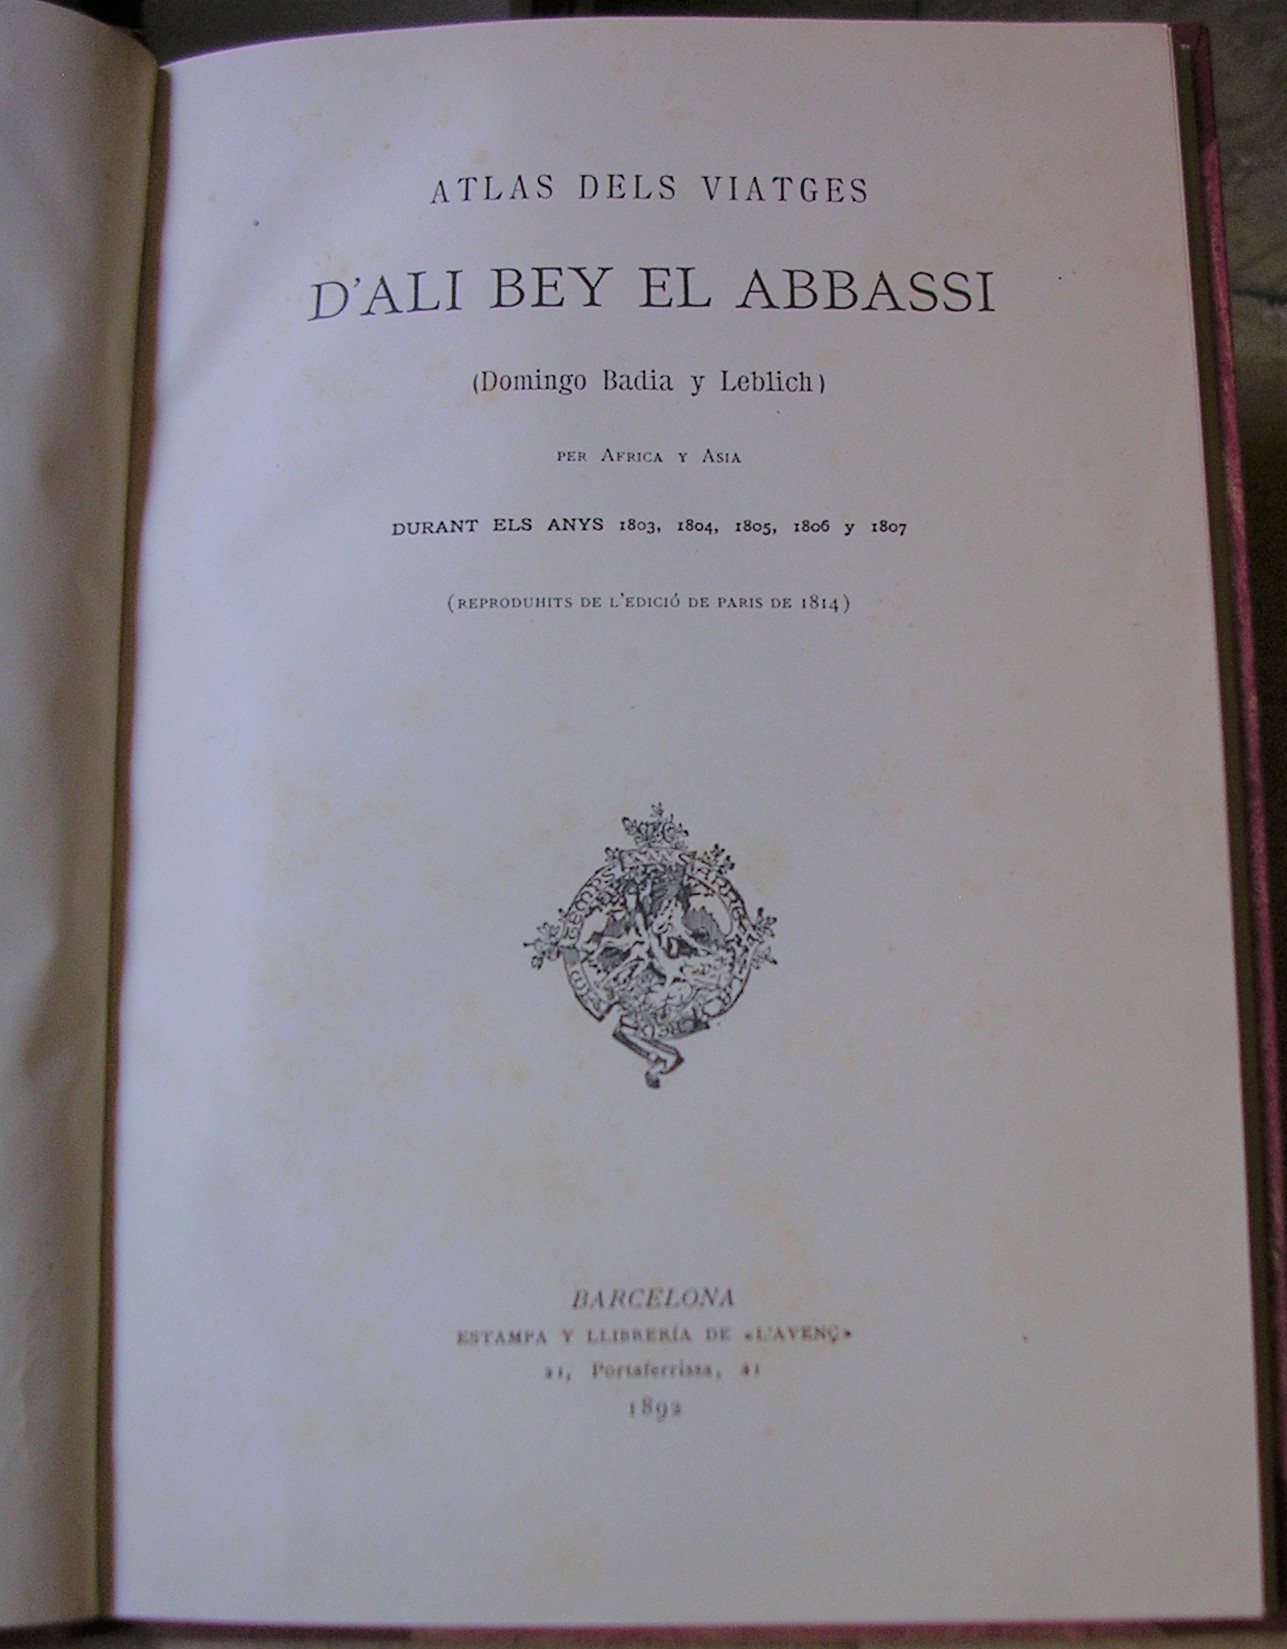 ATLAS DELS VIATGES
D'ALI BEY EL ABBASSI
(Domingo Badia y Leblich)
PER AFRICA Y ASIA
DURANT ELS ANYS 1803, 1804, 1805, 1806 y 1807
(REPRODUHITS DE L'EDICIÓ DE PARIS DE 1814)
BARCELONA
ESTAMPA Y LLIBRERÍA DE «L'AVENÇ»
21, Portaferrissa, 21
1892